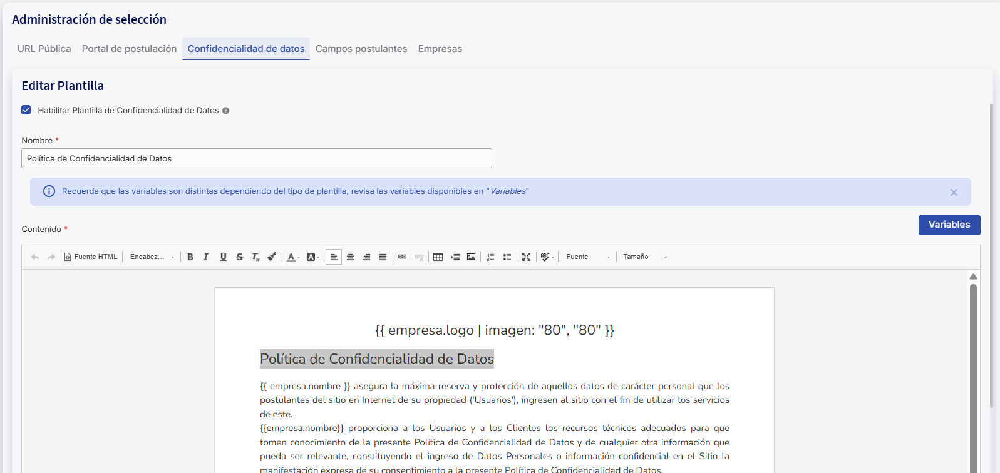 Administración de selección
URL Pública Portal de postulación Confidencialidad de datos Campos postulantes Empresas
Editar Plantilla
Habilitar Plantilla de Confidencialidad de Datos ?
Nombre *
Política de Confidencialidad de Datos
Recuerda que las variables son distintas dependiendo del tipo de plantilla, revisa las variables disponibles en "Variables"
Variables
Contenido *
Fuente HTML Encabez... B I U S Tx A A ABC Fuente Tamaño
{{ empresa.logo | imagen: "80", "80" }}
Política de Confidencialidad de Datos
{{ empresa.nombre }} asegura la máxima reserva y protección de aquellos datos de carácter personal que los
postulantes del sitio en Internet de su propiedad ('Usuarios'), ingresen al sitio con el fin de utilizar los servicios
de este.
{{empresa.nombre}} proporciona a los Usuarios y a los Clientes los recursos técnicos adecuados para que
tomen conocimiento de la presente Política de Confidencialidad de Datos y de cualquier otra información que
pueda ser relevante, constituyendo el ingreso de Datos Personales o información confidencial en el Sitio la
manifestación expresa de su consentimiento a la presente Política de Confidencialidad de Datos.